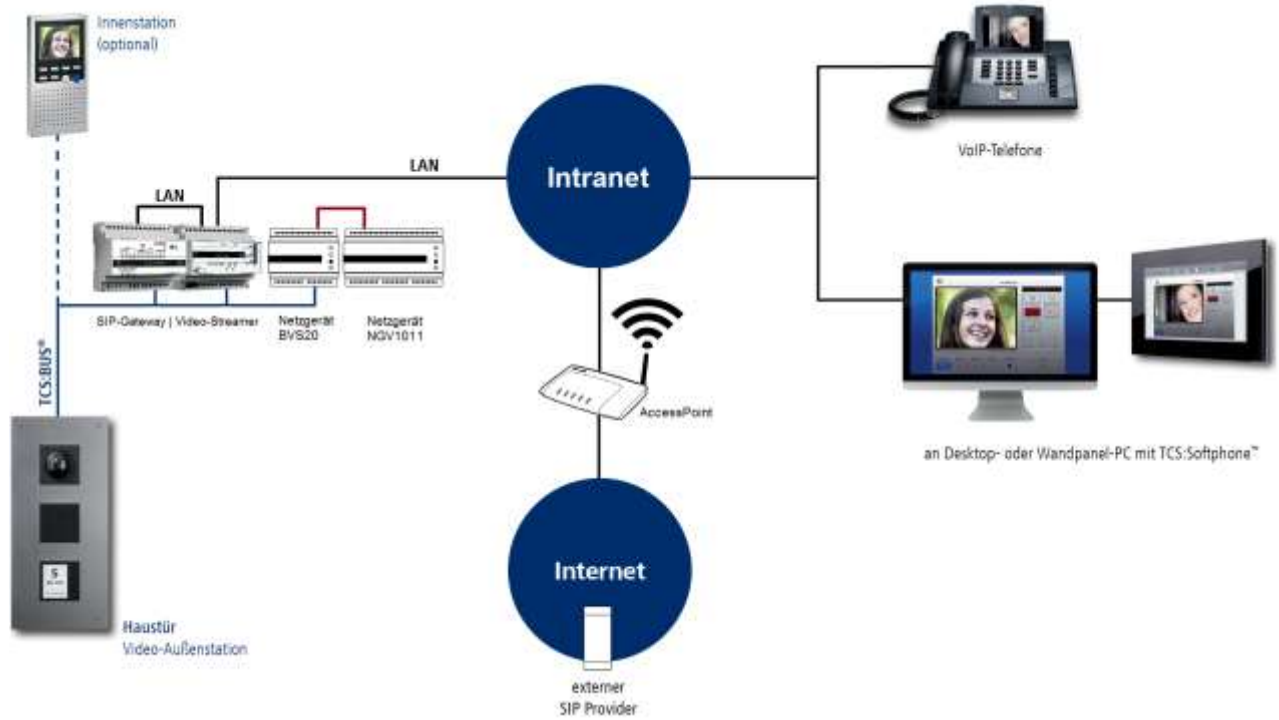 Innenstation
(optional)
LAN
LAN
SIP-Gateway | Video-Streamer
Netzgerät
BVS20
Netzgerät
NGV1011
TCS:BUS®
Haustür
Video-Außenstation
Intranet
AccessPoint
Internet
externer
SIP Provider
VoIP-Telefone
an Desktop- oder Wandpanel-PC mit TCS:Softphone™